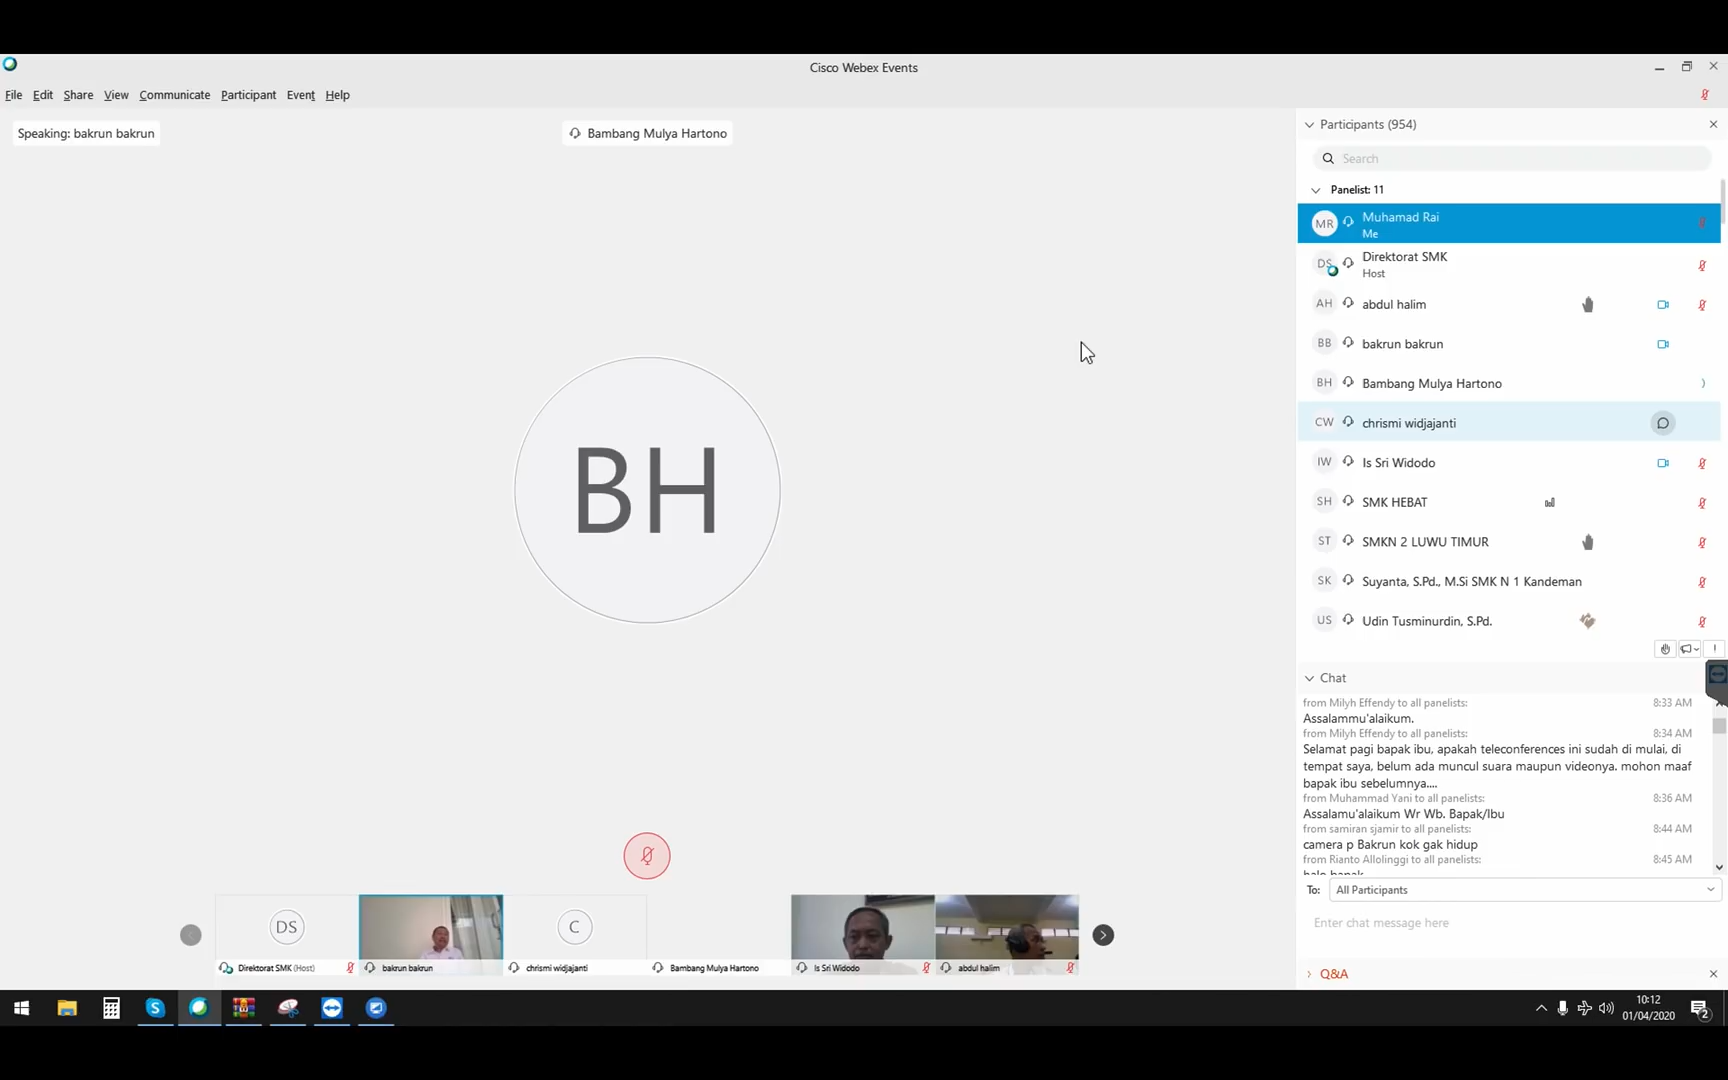 Cisco Webex Events
File Edit Share View Communicate Participant Event Help
Speaking: bakrun bakrun
Bambang Mulya Hartono
BH
Participants (954)
Search
Panelist: 11
MR Muhamad Rai
Me
DS Direktorat SMK
Host
AH abdul halim
BB bakrun bakrun
BH Bambang Mulya Hartono
CW chrismi widjajanti
IW Is Sri Widodo
SH SMK HEBAT
ST SMKN 2 LUWU TIMUR
SK Suyanta, S.Pd., M.Si SMK N 1 Kandeman
US Udin Tusminurdin, S.Pd.
Chat
from Milyh Effendy to all panelists: 8:33 AM
Assalammu'alaikum.
from Milyh Effendy to all panelists: 8:34 AM
Selamat pagi bapak ibu, apakah teleconferences ini sudah di mulai, di
tempat saya, belum ada muncul suara maupun videonya. mohon maaf
bapak ibu sebelumnya....
from Muhammad Yani to all panelists: 8:36 AM
Assalamu'alaikum Wr Wb. Bapak/Ibu
from samiran sjamir to all panelists: 8:44 AM
camera p Bakrun kok gak hidup
from Rianto Allolinggi to all panelists: 8:45 AM
To: All Participants
Enter chat message here
Q&A
DS
C
Direktorat SMK (Host)
bakrun bakrun
chrismi widjajanti
Bambang Mulya Hartono
Is Sri Widodo
abdul halim
10:12
01/04/2020
2